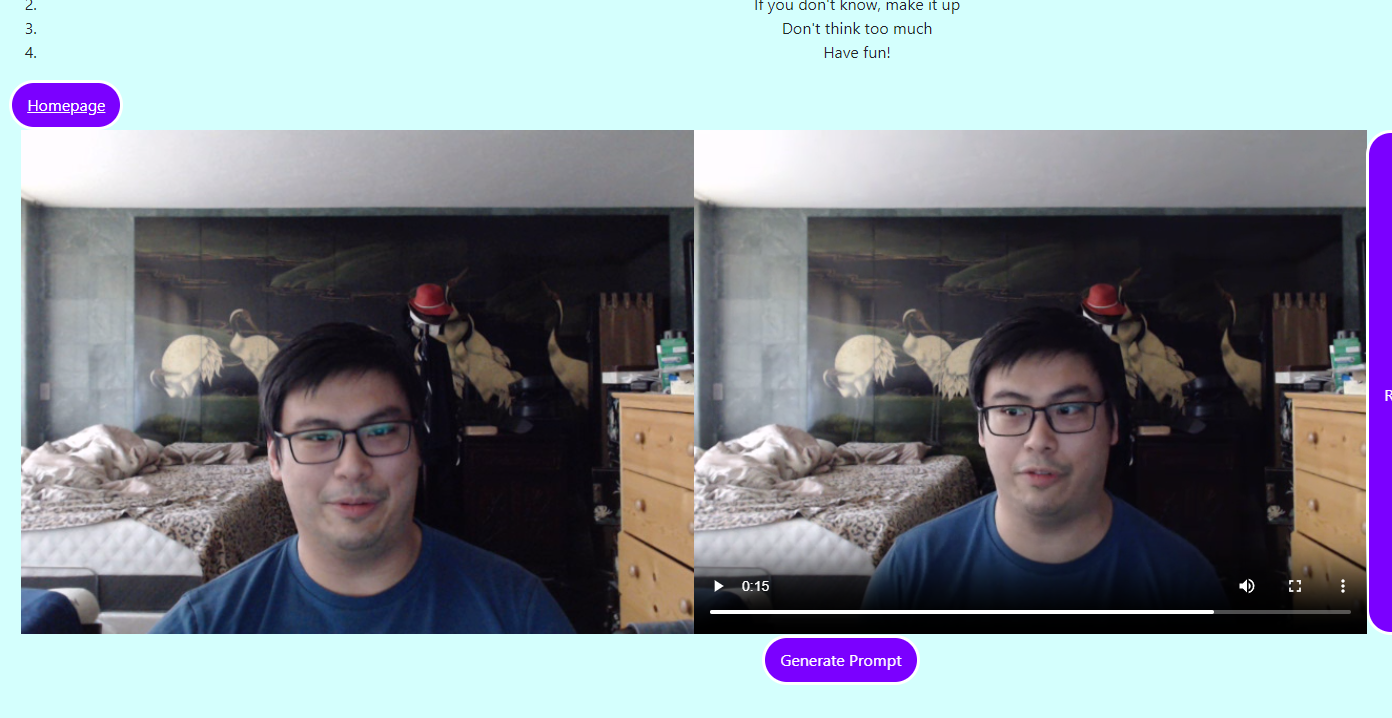 2. If you don't know, make it up
3. Don't think too much
4. Have fun!
Homepage
R
0:15
Generate Prompt